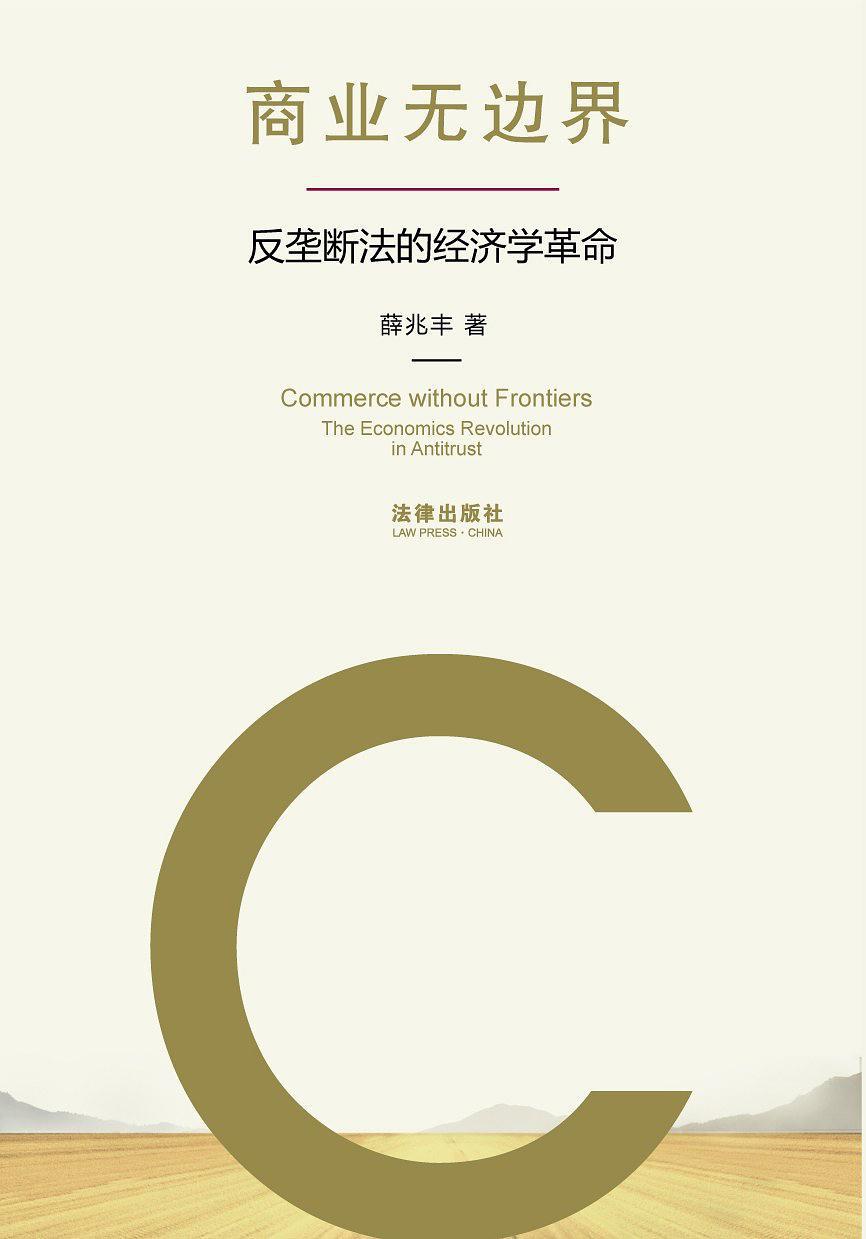 商业无边界
反垄断法的经济学革命
薛兆丰 著
Commerce without Frontiers
The Economics Revolution
in Antitrust
法律出版社
LAW PRESS · CHINA
C